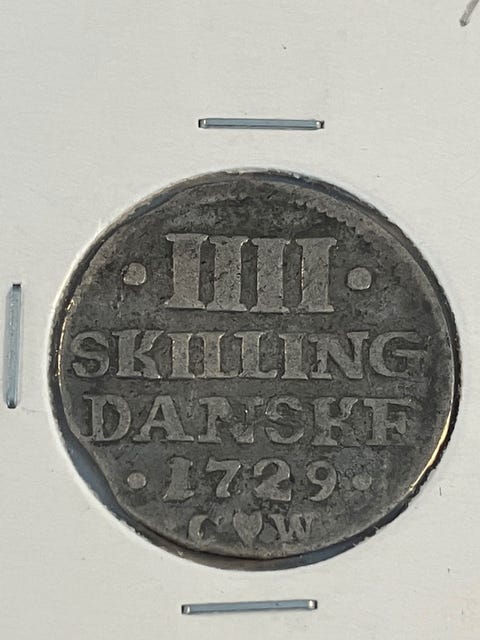 • IIII •
SKILLING
DANSKE
• 1729 •
C ♥ W